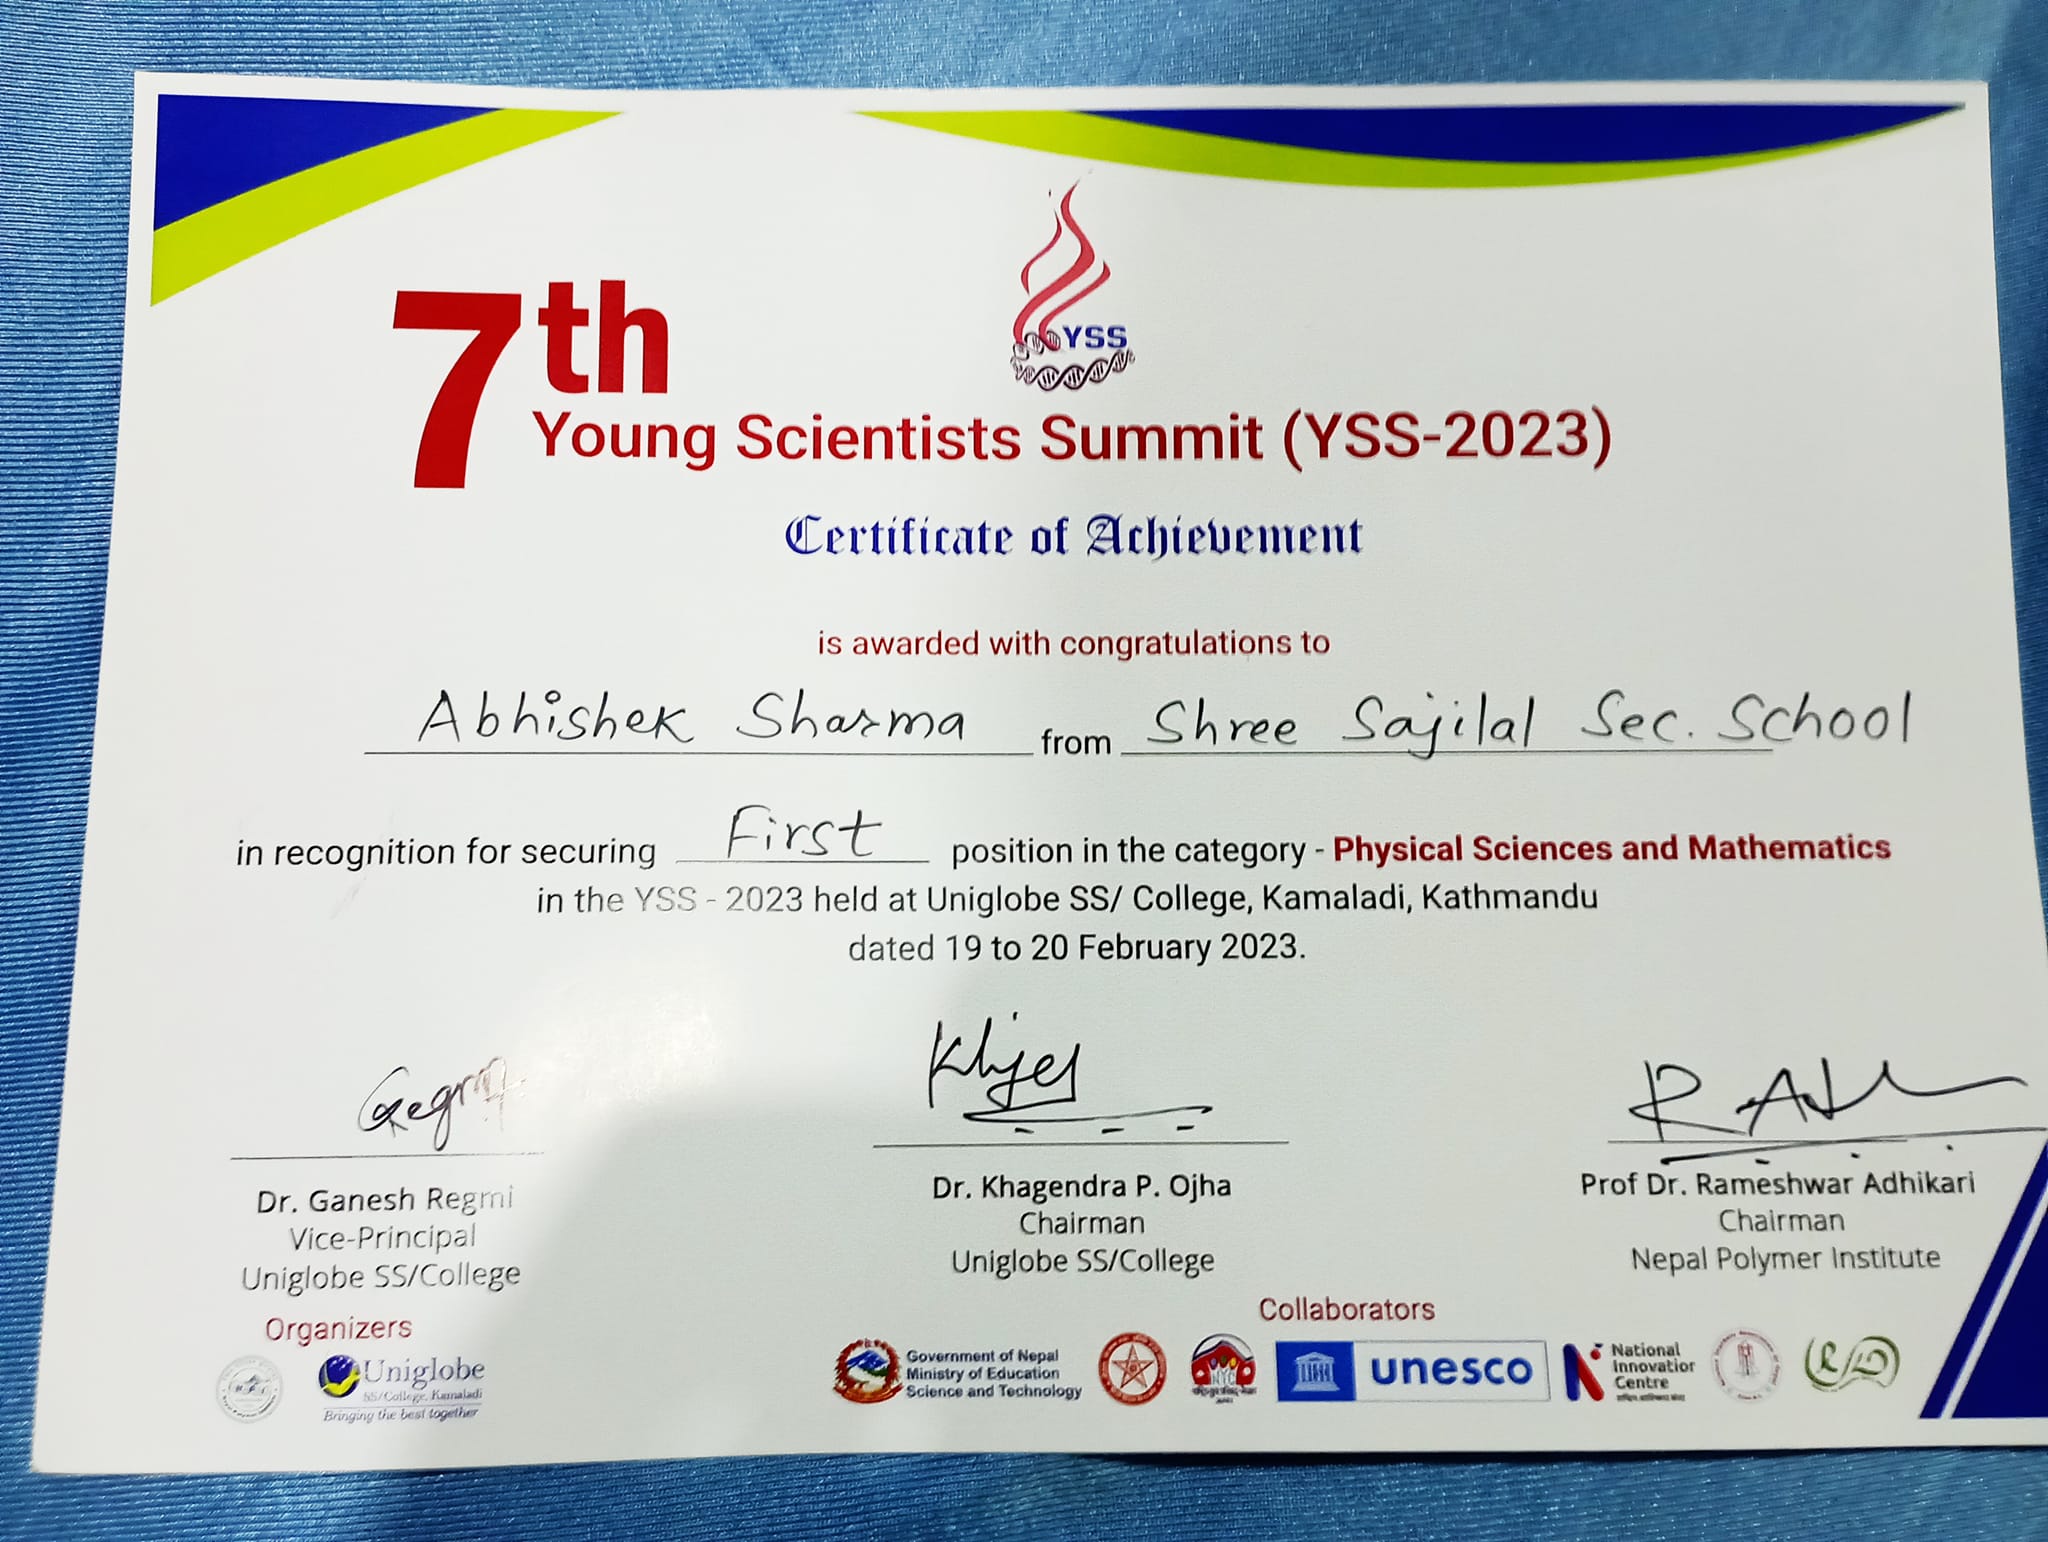 7th
YSS
Young Scientists Summit (YSS-2023)
Certificate of Achievement
is awarded with congratulations to
Abhishek Sharma from Shree Sajilal Sec. School
in recognition for securing First position in the category - Physical Sciences and Mathematics
in the YSS - 2023 held at Uniglobe SS/ College, Kamaladi, Kathmandu
dated 19 to 20 February 2023.
Dr. Ganesh Regmi
Vice-Principal
Uniglobe SS/College
Dr. Khagendra P. Ojha
Chairman
Uniglobe SS/College
Prof Dr. Rameshwar Adhikari
Chairman
Nepal Polymer Institute
Organizers
Uniglobe
SS/College, Kamaladi
Bringing the best together
Collaborators
Government of Nepal
Ministry of Education
Science and Technology
NYC
unesco
National
Innovation
Centre